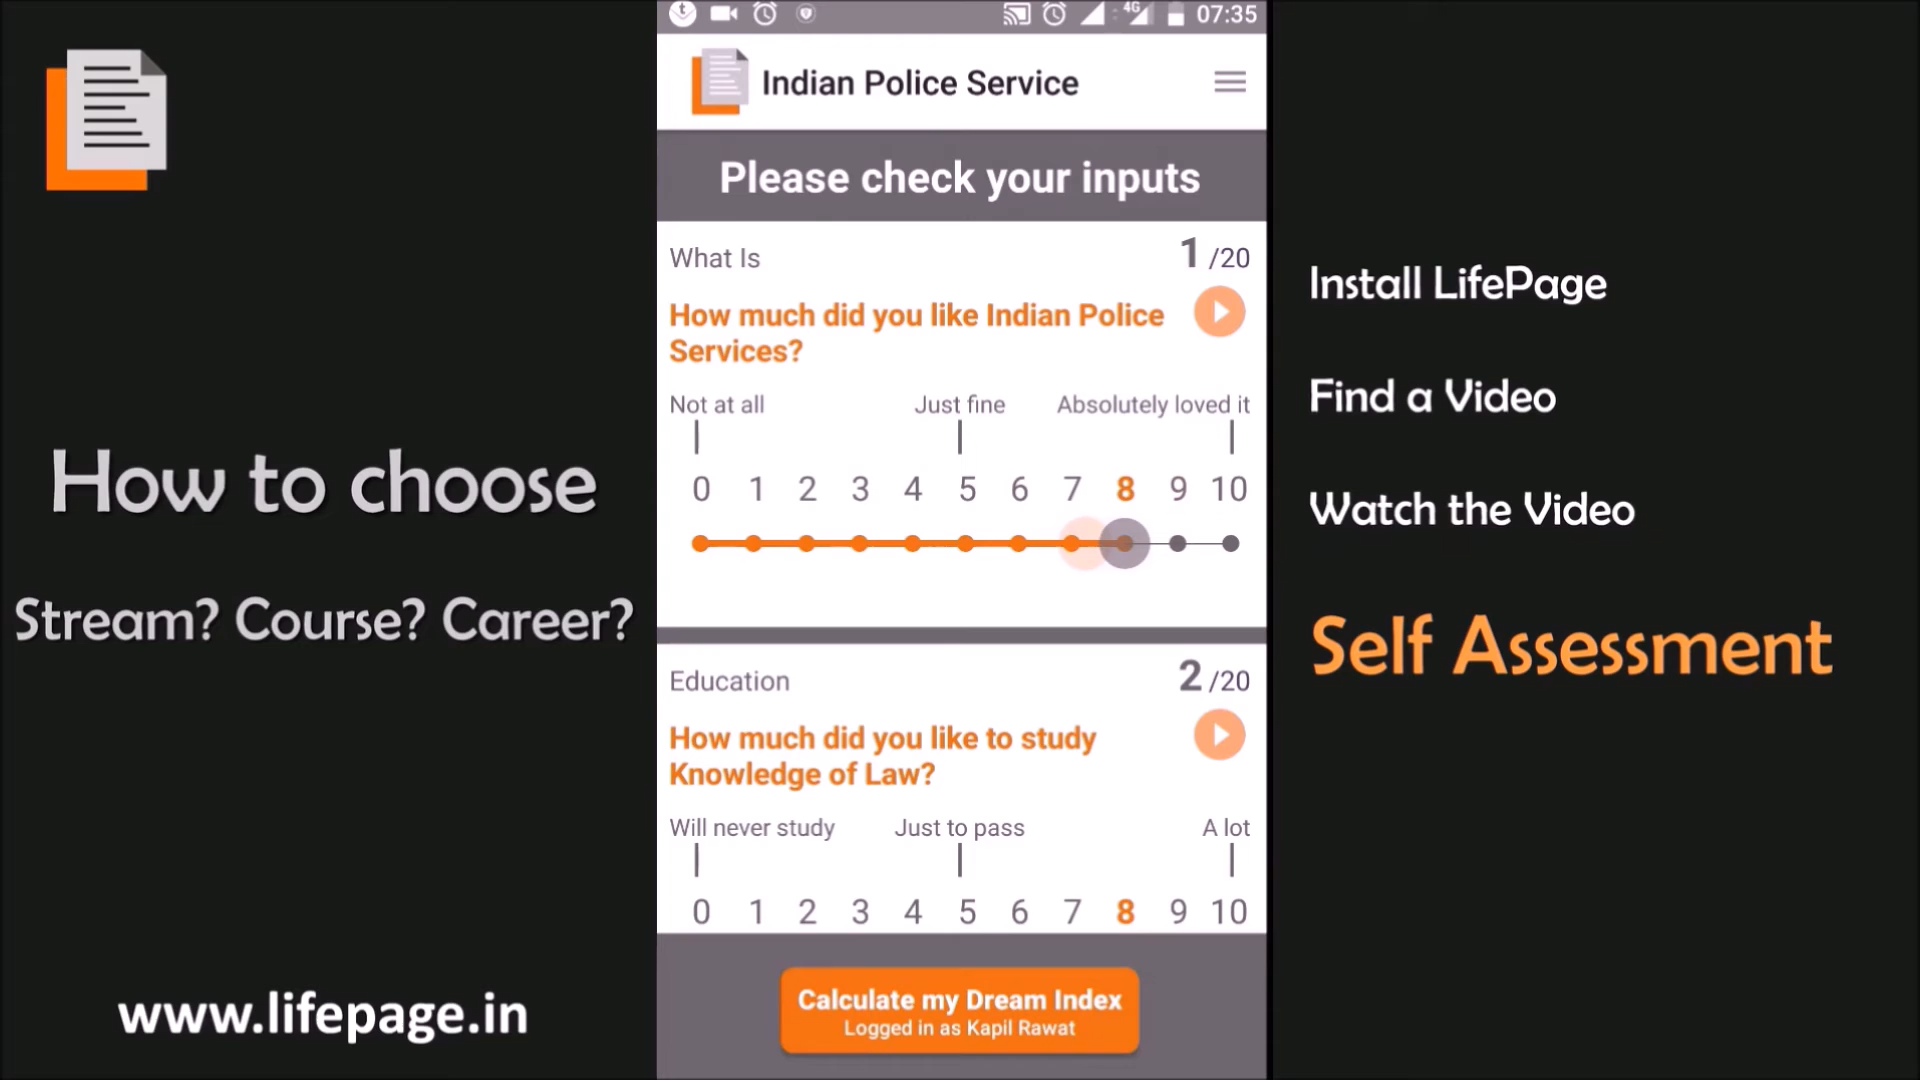 How to choose
Stream? Course? Career?
www.lifepage.in
4G 07:35
Indian Police Service
Please check your inputs
What Is 1 /20
How much did you like Indian Police
Services?
Not at all Just fine Absolutely loved it
0 1 2 3 4 5 6 7 8 9 10
Education 2 /20
How much did you like to study
Knowledge of Law?
Will never study Just to pass A lot
0 1 2 3 4 5 6 7 8 9 10
Calculate my Dream Index
Logged in as Kapil Rawat
Install LifePage
Find a Video
Watch the Video
Self Assessment